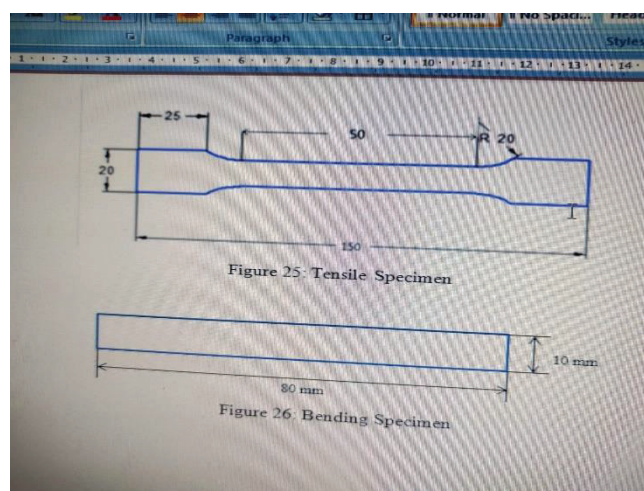 Normal No Spaci... Head
Paragraph Styles
1 2 3 4 5 6 7 8 9 10 11 12 13 14
25
50
R 20
20
150
Figure 25: Tensile Specimen
10 mm
80 mm
Figure 26: Bending Specimen